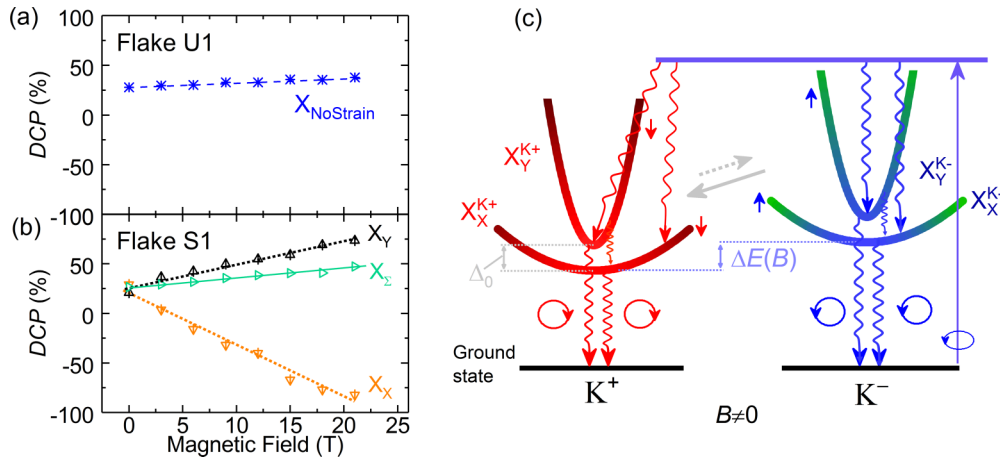 (a)
100
50
0
-50
-100
DCP (%)
Flake U1
X_NoStrain
(b)
50
0
-50
-100
DCP (%)
Flake S1
X_Y
X_Σ
X_X
0 5 10 15 20 25
Magnetic Field (T)
(c)
X_Y^K+
X_X^K+
X_Y^K-
X_X^K-
Δ_0
ΔE(B)
Ground
state
K⁺
B≠0
K⁻